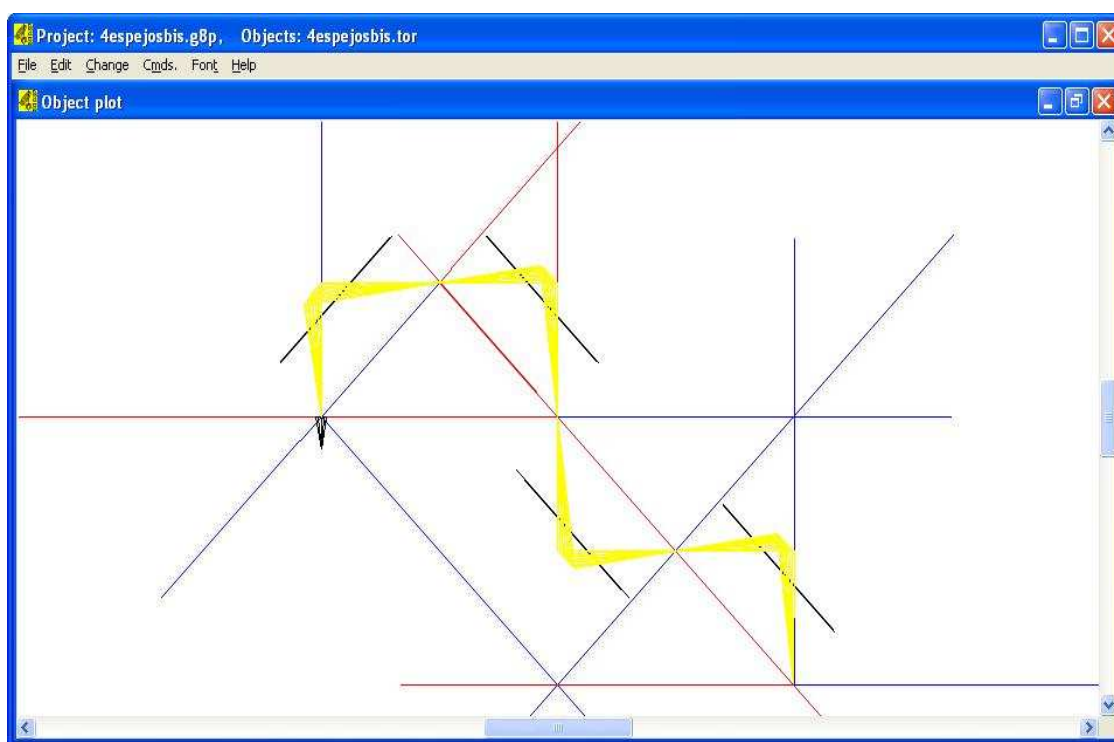 Project: 4espejosbis.g8p, Objects: 4espejosbis.tor
File Edit Change Cmds. Font Help
Object plot